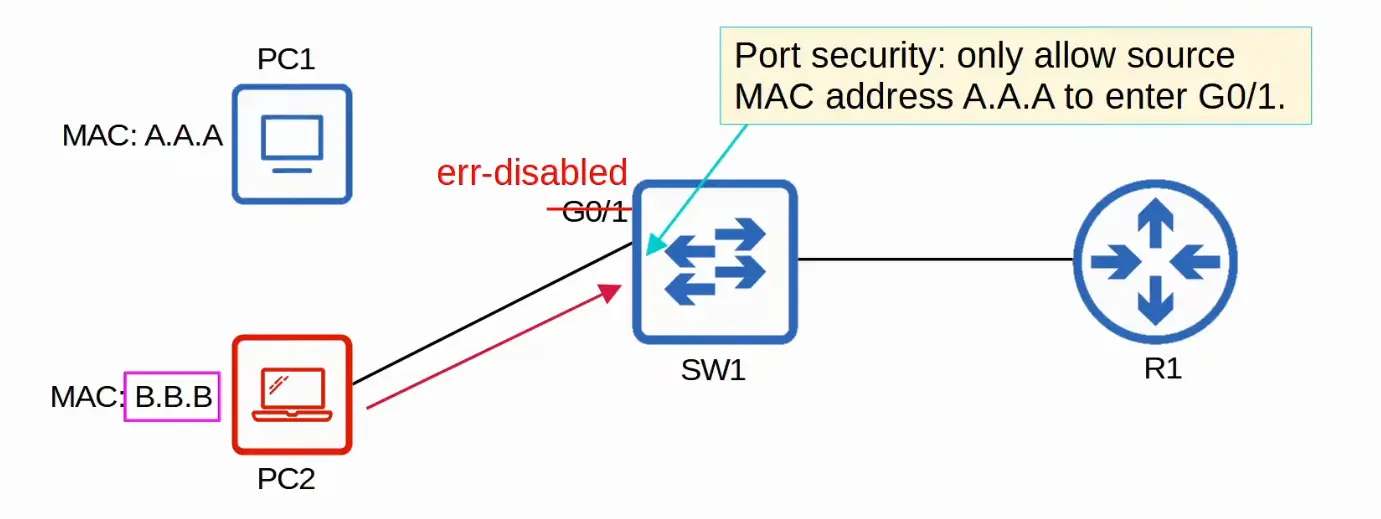 PC1
MAC: A.A.A
Port security: only allow source
MAC address A.A.A to enter G0/1.
err-disabled
G0/1
SW1
R1
MAC: B.B.B
PC2